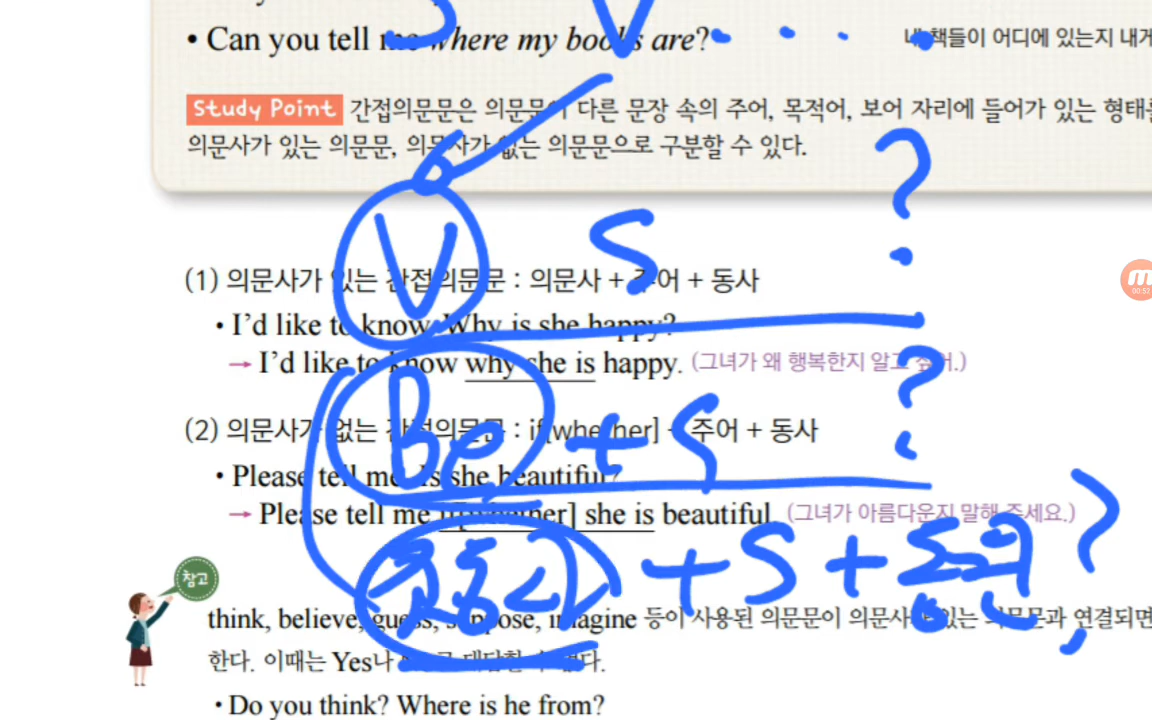 S V
• Can you tell me where my books are? 네 책들이 어디에 있는지 내게
Study Point 간접의문문은 의문문이 다른 문장 속의 주어, 목적어, 보어 자리에 들어가 있는 형태를
의문사가 있는 의문문, 의문사가 없는 의문문으로 구분할 수 있다.
V S ?
(1) 의문사가 있는 간접의문문 : 의문사 + 주어 + 동사
• I'd like to know. Why is she happy?
→ I'd like to know why she is happy. (그녀가 왜 행복한지 알고 싶어.)
Be + S ?
(2) 의문사가 없는 간접의문문 : if[whether] + 주어 + 동사
• Please tell me. Is she beautiful?
→ Please tell me if[whether] she is beautiful. (그녀가 아름다운지 말해 주세요.)
조동사 + S + 동원 ?
참고
think, believe, guess, suppose, imagine 등이 사용된 의문문이 의문사가 있는 의문문과 연결되면
한다. 이때는 Yes나 대답할 수 없다.
• Do you think? Where is he from?
00:52